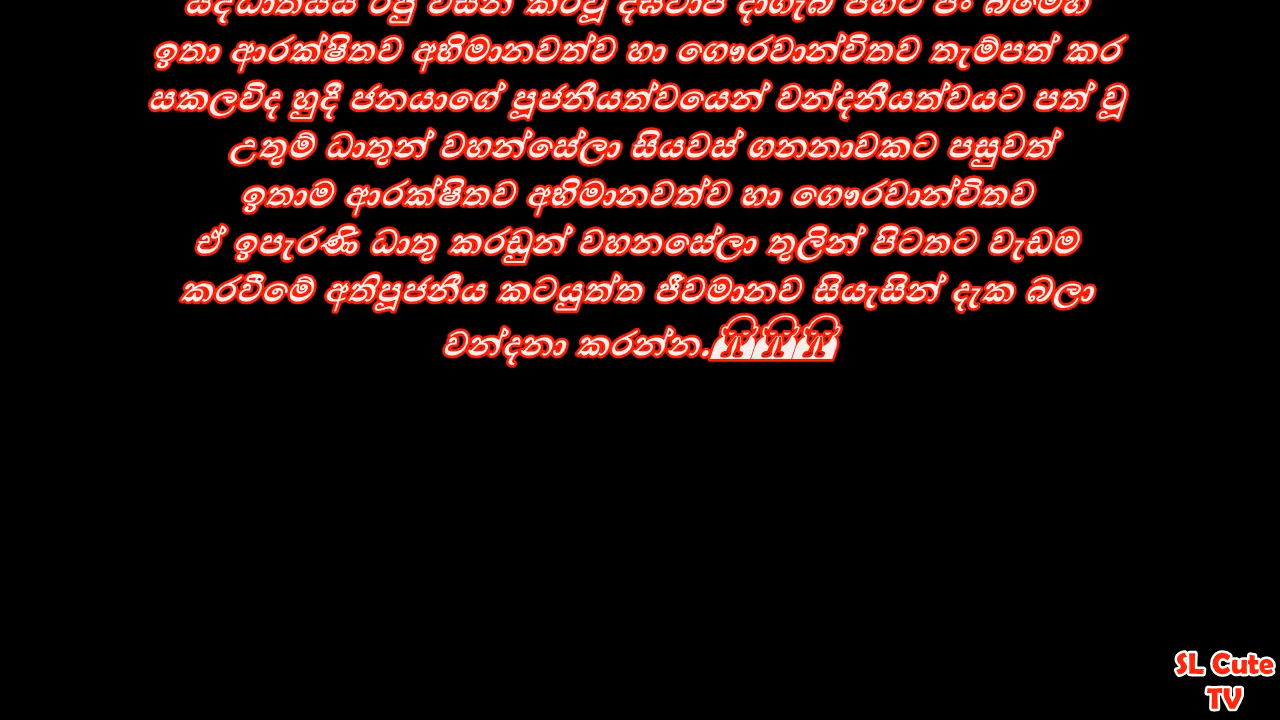 ඉතා ආරක්ෂිතව අභිමානවත්ව හා ගෞරවාන්විතව තැම්පත් කර
සකලවිද හුදී ජනයාගේ පූජනීයත්වයෙන් වන්දනීයත්වයට පත් වූ
උතුම් ධාතුන් වහන්සේලා සියවස් ගනනාවකට පසුවත්
ඉතාම ආරක්ෂිතව අභිමානවත්ව හා ගෞරවාන්විතව
ඒ ඉපැරණි ධාතු කරඩුන් වහනසේලා තුලින් පිටතට වැඩම
කරවීමේ අතිපූජනීය කටයුත්ත ජීවමානව සියැසින් දැක බලා
වන්දනා කරන්න.
SL Cute
TV